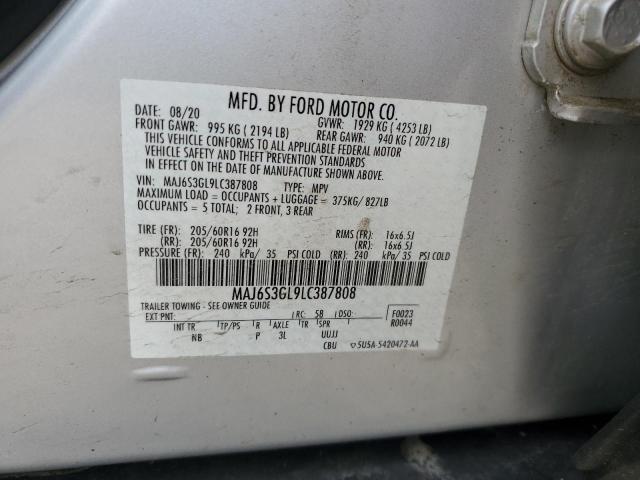 MFD. BY FORD MOTOR CO.
DATE: 08/20 GVWR: 1929 KG ( 4253 LB)
FRONT GAWR: 995 KG ( 2194 LB) REAR GAWR: 940 KG ( 2072 LB)
THIS VEHICLE CONFORMS TO ALL APPLICABLE FEDERAL MOTOR
VEHICLE SAFETY AND THEFT PREVENTION STANDARDS
IN EFFECT ON THE DATE OF MANUFACTURE SHOWN ABOVE.
VIN: MAJ6S3GL9LC387808 TYPE: MPV
MAXIMUM LOAD = OCCUPANTS + LUGGAGE = 375KG/ 827LB
OCCUPANTS = 5 TOTAL; 2 FRONT, 3 REAR
TIRE (FR): 205/60R16 92H RIMS (FR): 16x6.5J
(RR): 205/60R16 92H (RR): 16x6.5J
PRESSURE (FR): 240 kPa/ 35 PSI COLD (RR): 240 kPa/ 35 PSI COLD
MAJ6S3GL9LC387808
TRAILER TOWING - SEE OWNER GUIDE
EXT PNT: RC: 58 DSO: F0023
R0044
INT TR TP/PS R AXLE TR SPR
NB P 3L UUJJ
CBU 5U5A-5420472-AA